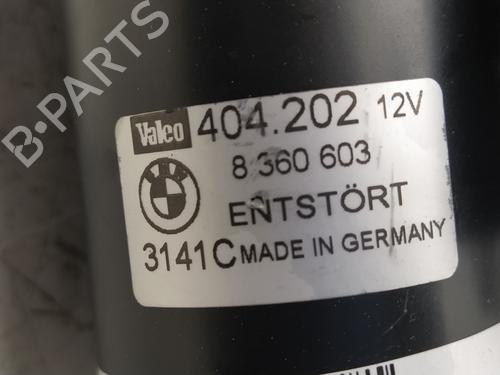 B-PARTS
Valeo 404.202 12V
8 360 603
ENTSTÖRT
3141C MADE IN GERMANY